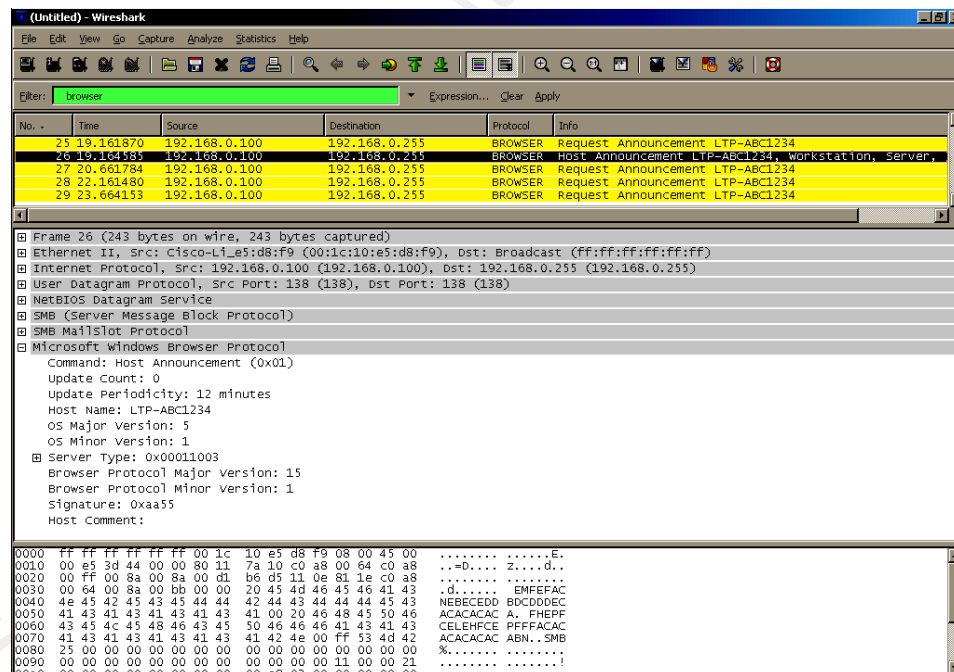 (Untitled) - Wireshark
File Edit View Go Capture Analyze Statistics Help
Filter: browser Expression... Clear Apply
No. - Time Source Destination Protocol Info
25 19.161870 192.168.0.100 192.168.0.255 BROWSER Request Announcement LTP-ABC1234
26 19.164585 192.168.0.100 192.168.0.255 BROWSER Host Announcement LTP-ABC1234, Workstation, Server,
27 20.661784 192.168.0.100 192.168.0.255 BROWSER Request Announcement LTP-ABC1234
28 22.161480 192.168.0.100 192.168.0.255 BROWSER Request Announcement LTP-ABC1234
29 23.664153 192.168.0.100 192.168.0.255 BROWSER Request Announcement LTP-ABC1234
Frame 26 (243 bytes on wire, 243 bytes captured)
Ethernet II, Src: Cisco-Li_e5:d8:f9 (00:1c:10:e5:d8:f9), Dst: Broadcast (ff:ff:ff:ff:ff:ff)
Internet Protocol, Src: 192.168.0.100 (192.168.0.100), Dst: 192.168.0.255 (192.168.0.255)
User Datagram Protocol, Src Port: 138 (138), Dst Port: 138 (138)
NetBIOS Datagram Service
SMB (Server Message Block Protocol)
SMB MailSlot Protocol
Microsoft Windows Browser Protocol
Command: Host Announcement (0x01)
Update Count: 0
Update Periodicity: 12 minutes
Host Name: LTP-ABC1234
OS Major Version: 5
OS Minor Version: 1
Server Type: 0x00011003
Browser Protocol Major Version: 15
Browser Protocol Minor Version: 1
Signature: 0xaa55
Host Comment:
0000 ff ff ff ff ff ff 00 1c 10 e5 d8 f9 08 00 45 00 ........ ......E.
0010 00 e5 3d 44 00 00 80 11 7a 10 c0 a8 00 64 c0 a8 ..=D.... z....d..
0020 00 ff 00 8a 00 8a 00 d1 b6 d5 11 0e 81 1e c0 a8 ........ ........
0030 00 64 00 8a 00 bb 00 00 20 45 4d 46 45 46 41 43 .d...... EMFEFAC
0040 4e 45 42 45 43 45 44 44 42 44 43 44 44 44 45 43 NEBECEDD BDCDDDEC
0050 41 43 41 43 41 43 41 43 41 00 20 46 48 45 50 46 ACACACAC A. FHEPF
0060 43 45 4c 45 48 46 43 45 50 46 46 46 41 43 41 43 CELEHFCE PFFFACAC
0070 41 43 41 43 41 43 41 43 41 42 4e 00 ff 53 4d 42 ACACACAC ABN..SMB
0080 25 00 00 00 00 00 00 00 00 00 00 00 00 00 00 00 %....... ........
0090 00 00 00 00 00 00 00 00 00 00 00 00 11 00 00 21 ........ .......!